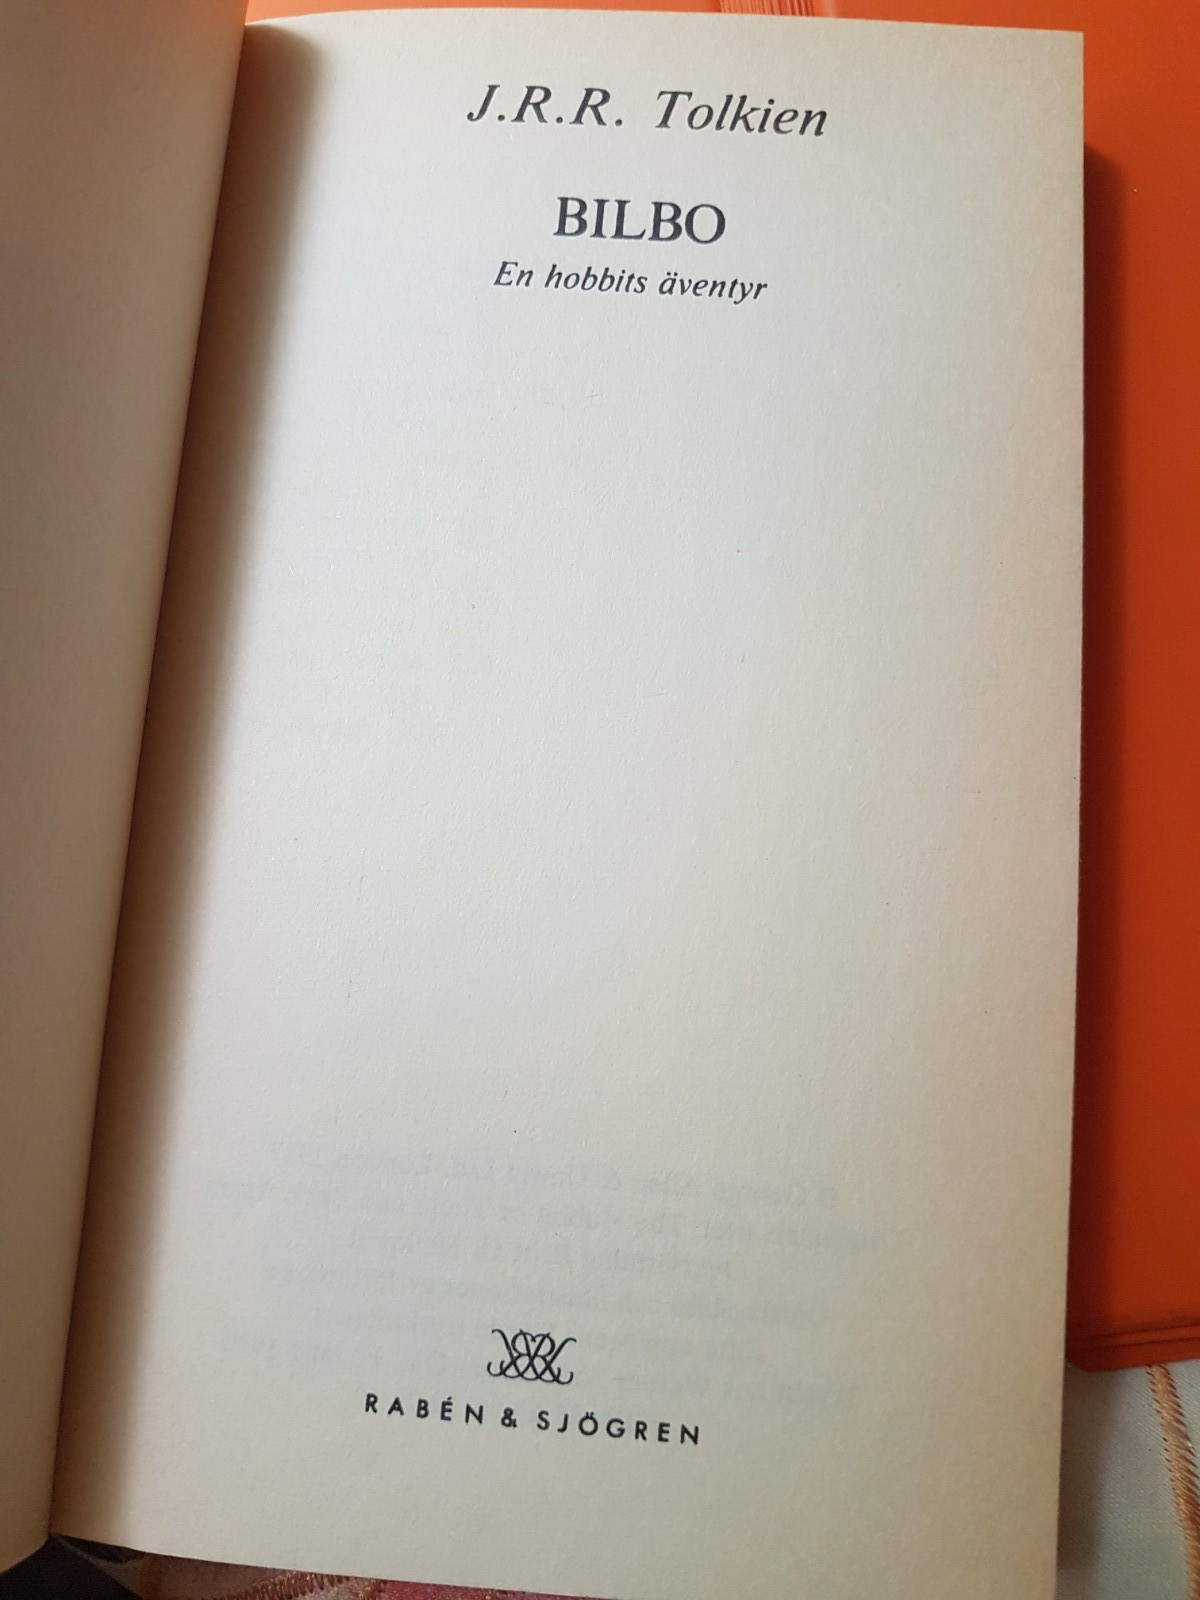 J.R.R. Tolkien
BILBO
En hobbits äventyr
RABÉN & SJÖGREN